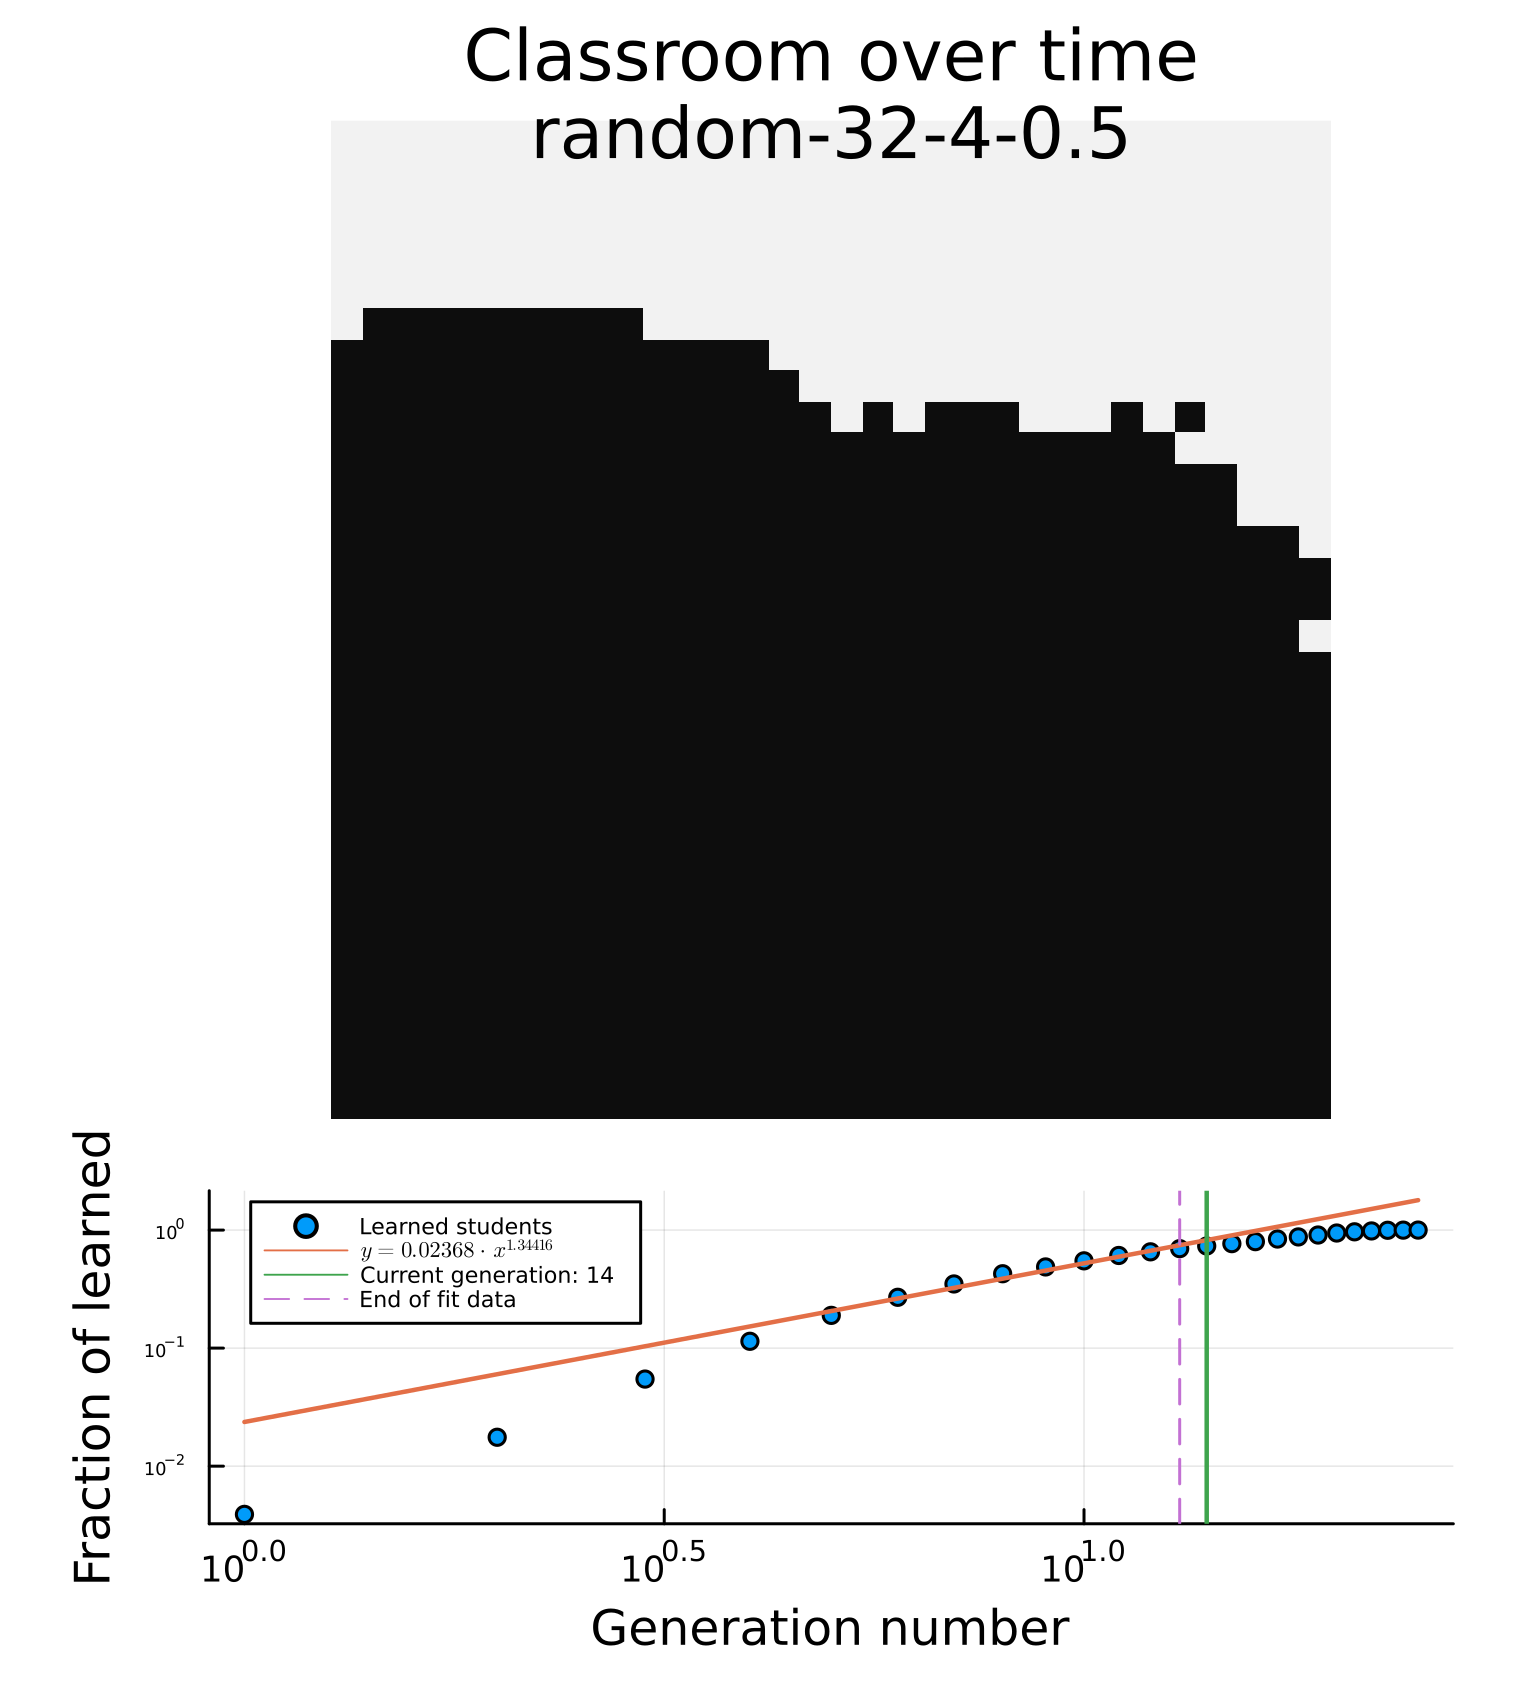 Classroom over time
random-32-4-0.5
Fraction of learned
10⁰
10⁻¹
10⁻²
Learned students
y = 0.02368 · x^1.34416
Current generation: 14
End of fit data
10^0.0 10^0.5 10^1.0
Generation number